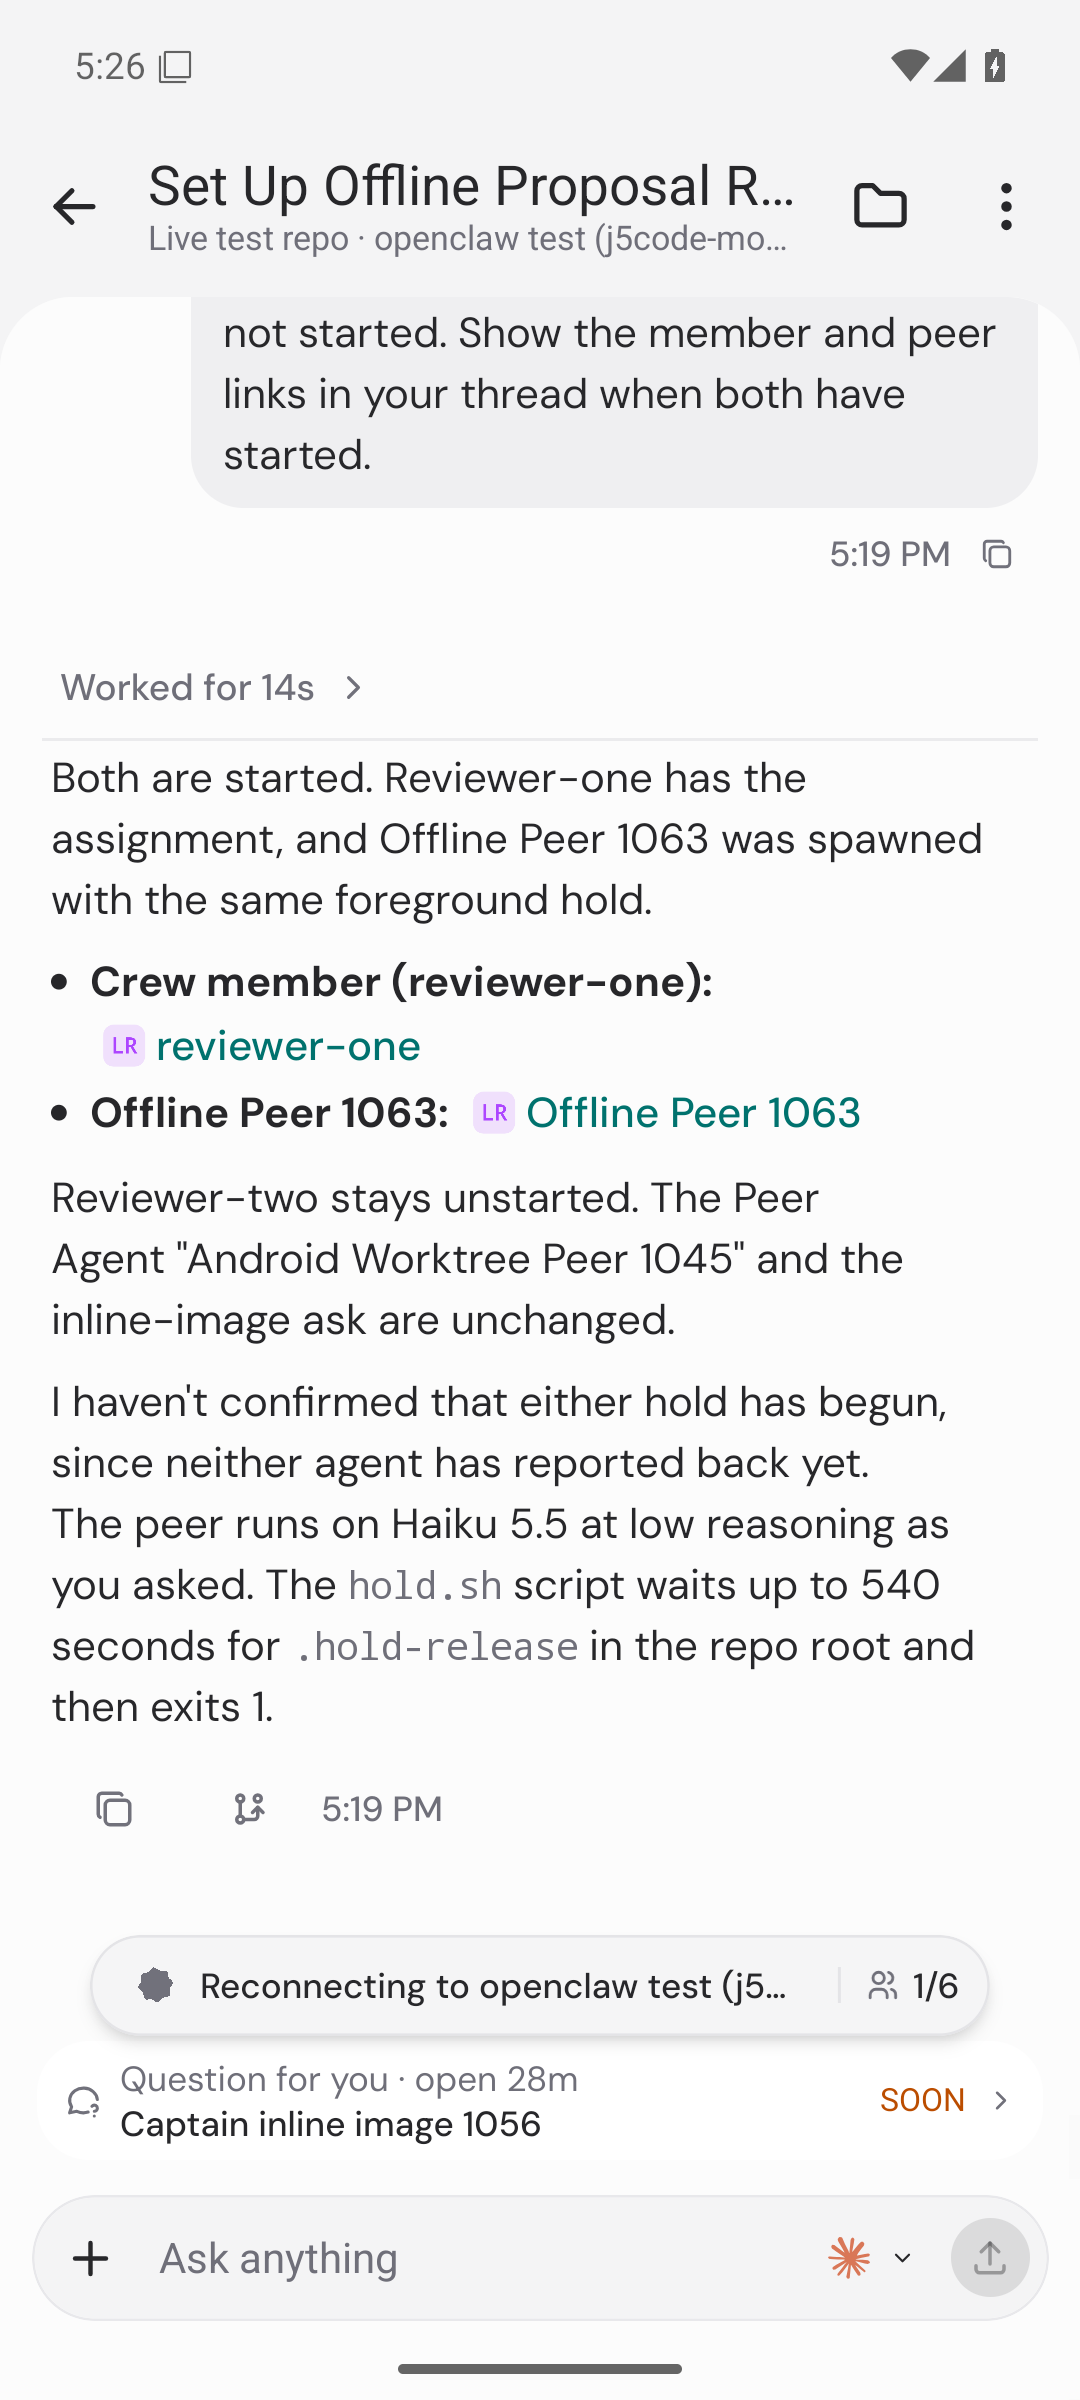 5:26
Set Up Offline Proposal R...
Live test repo · openclaw test (j5code-mo...
not started. Show the member and peer
links in your thread when both have
started.
5:19 PM
Worked for 14s
Both are started. Reviewer-one has the
assignment, and Offline Peer 1063 was spawned
with the same foreground hold.
• Crew member (reviewer-one):
LR reviewer-one
• Offline Peer 1063: LR Offline Peer 1063
Reviewer-two stays unstarted. The Peer
Agent "Android Worktree Peer 1045" and the
inline-image ask are unchanged.
I haven't confirmed that either hold has begun,
since neither agent has reported back yet.
The peer runs on Haiku 5.5 at low reasoning as
you asked. The hold.sh script waits up to 540
seconds for .hold-release in the repo root and
then exits 1.
5:19 PM
Reconnecting to openclaw test (j5... 1/6
Question for you · open 28m
Captain inline image 1056
SOON
Ask anything